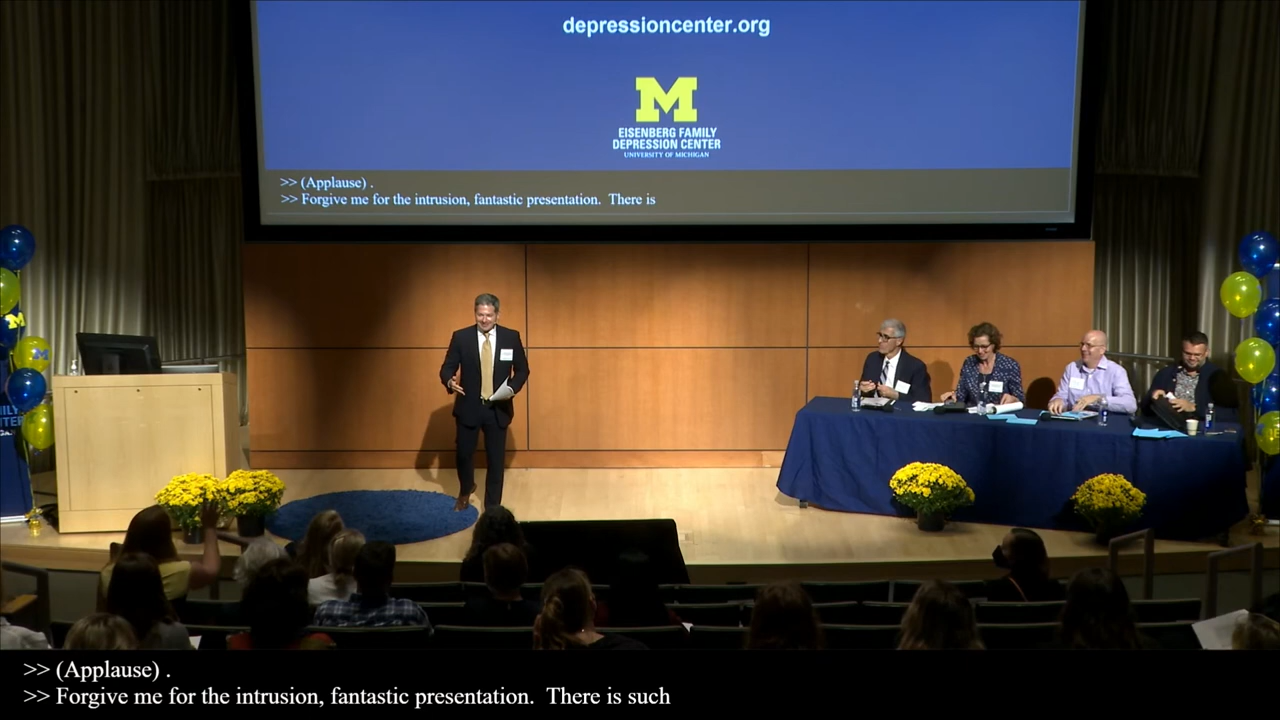 depressioncenter.org
M
EISENBERG FAMILY
DEPRESSION CENTER
UNIVERSITY OF MICHIGAN
>> (Applause) .
>> Forgive me for the intrusion, fantastic presentation.  There is
M
M
>> (Applause) .
>> Forgive me for the intrusion, fantastic presentation.  There is such